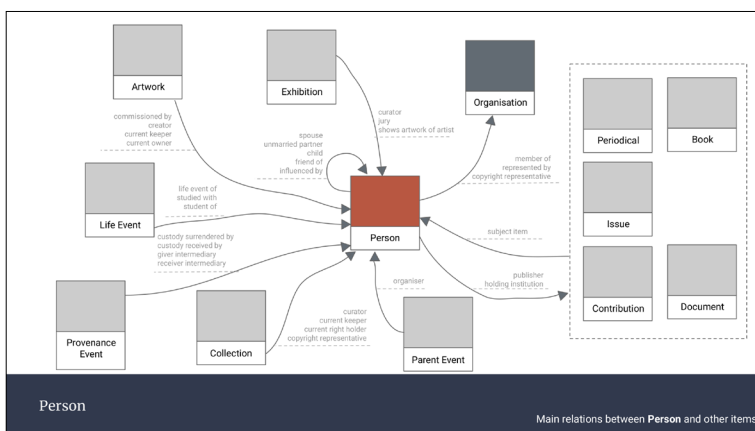 Artwork
Exhibition
Organisation
commissioned by
creator
current keeper
current owner
curator
jury
shows artwork of artist
spouse
unmarried partner
child
friend of
influenced by
member of
represented by
copyright representative
Periodical
Book
Life Event
life event of
studied with
student of
Person
Issue
subject item
custody surrendered by
custody received by
giver intermediary
receiver intermediary
organiser
publisher
holding institution
Contribution
Document
Provenance
Event
Collection
curator
current keeper
current right holder
copyright representative
Parent Event
Person
Main relations between Person and other items